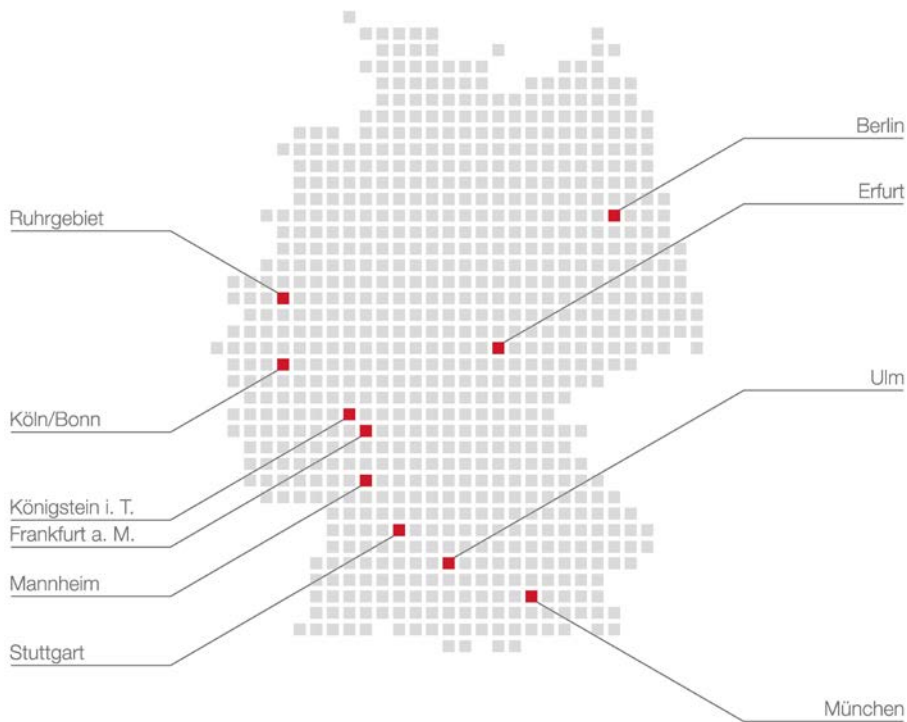 Berlin
Erfurt
Ruhrgebiet
Ulm
Köln/Bonn
Königstein i. T.
Frankfurt a. M.
Mannheim
Stuttgart
München